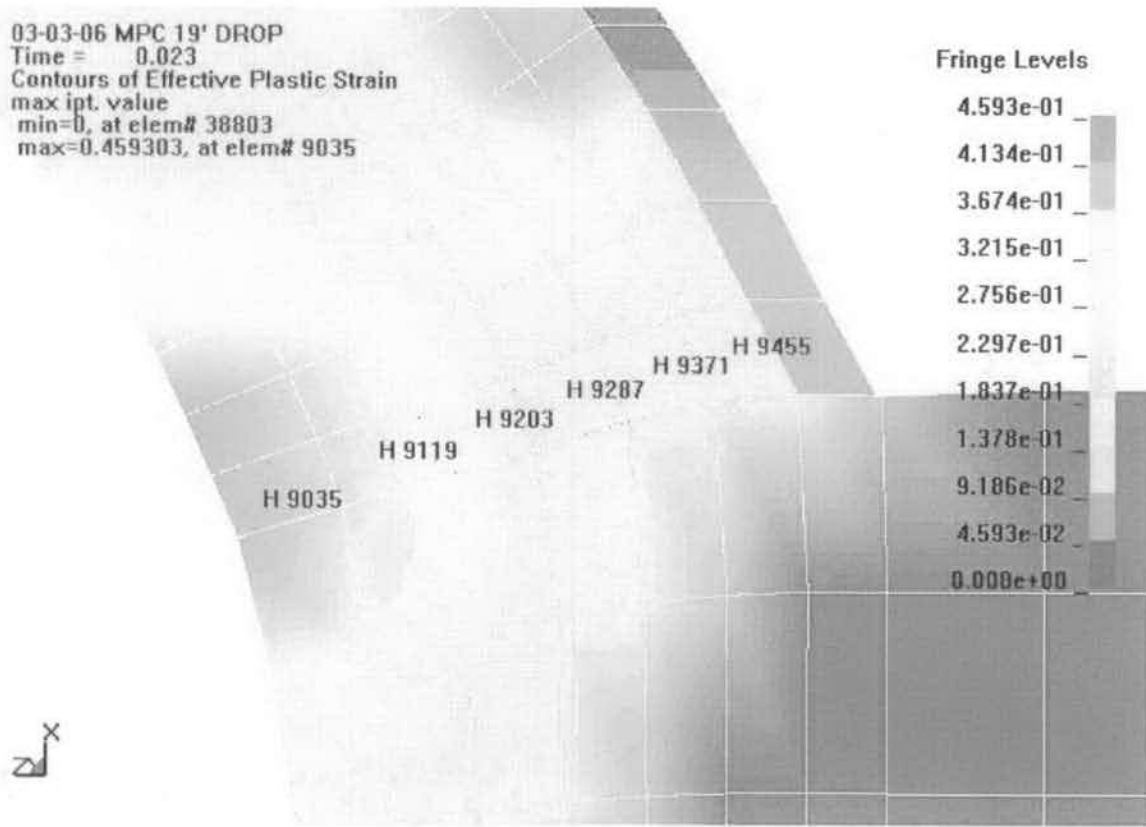 03-03-06 MPC 19' DROP
Time = 0.023
Contours of Effective Plastic Strain
max ipt. value
min=0, at elem# 38803
max=0.459303, at elem# 9035
Fringe Levels
4.593e-01
4.134e-01
3.674e-01
3.215e-01
2.756e-01
2.297e-01
1.837e-01
1.378e-01
9.186e-02
4.593e-02
0.000e+00
H 9455
H 9371
H 9287
H 9203
H 9119
H 9035
X
Z